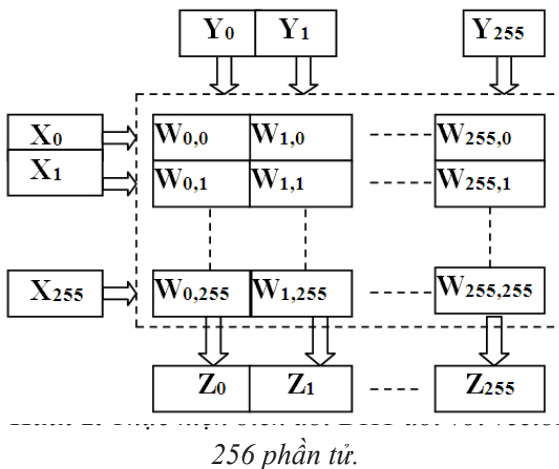 Y0 Y1 Y255
X0 W0,0 W1,0 W255,0
X1 W0,1 W1,1 W255,1
X255 W0,255 W1,255 W255,255
Z0 Z1 Z255
256 phần tử.